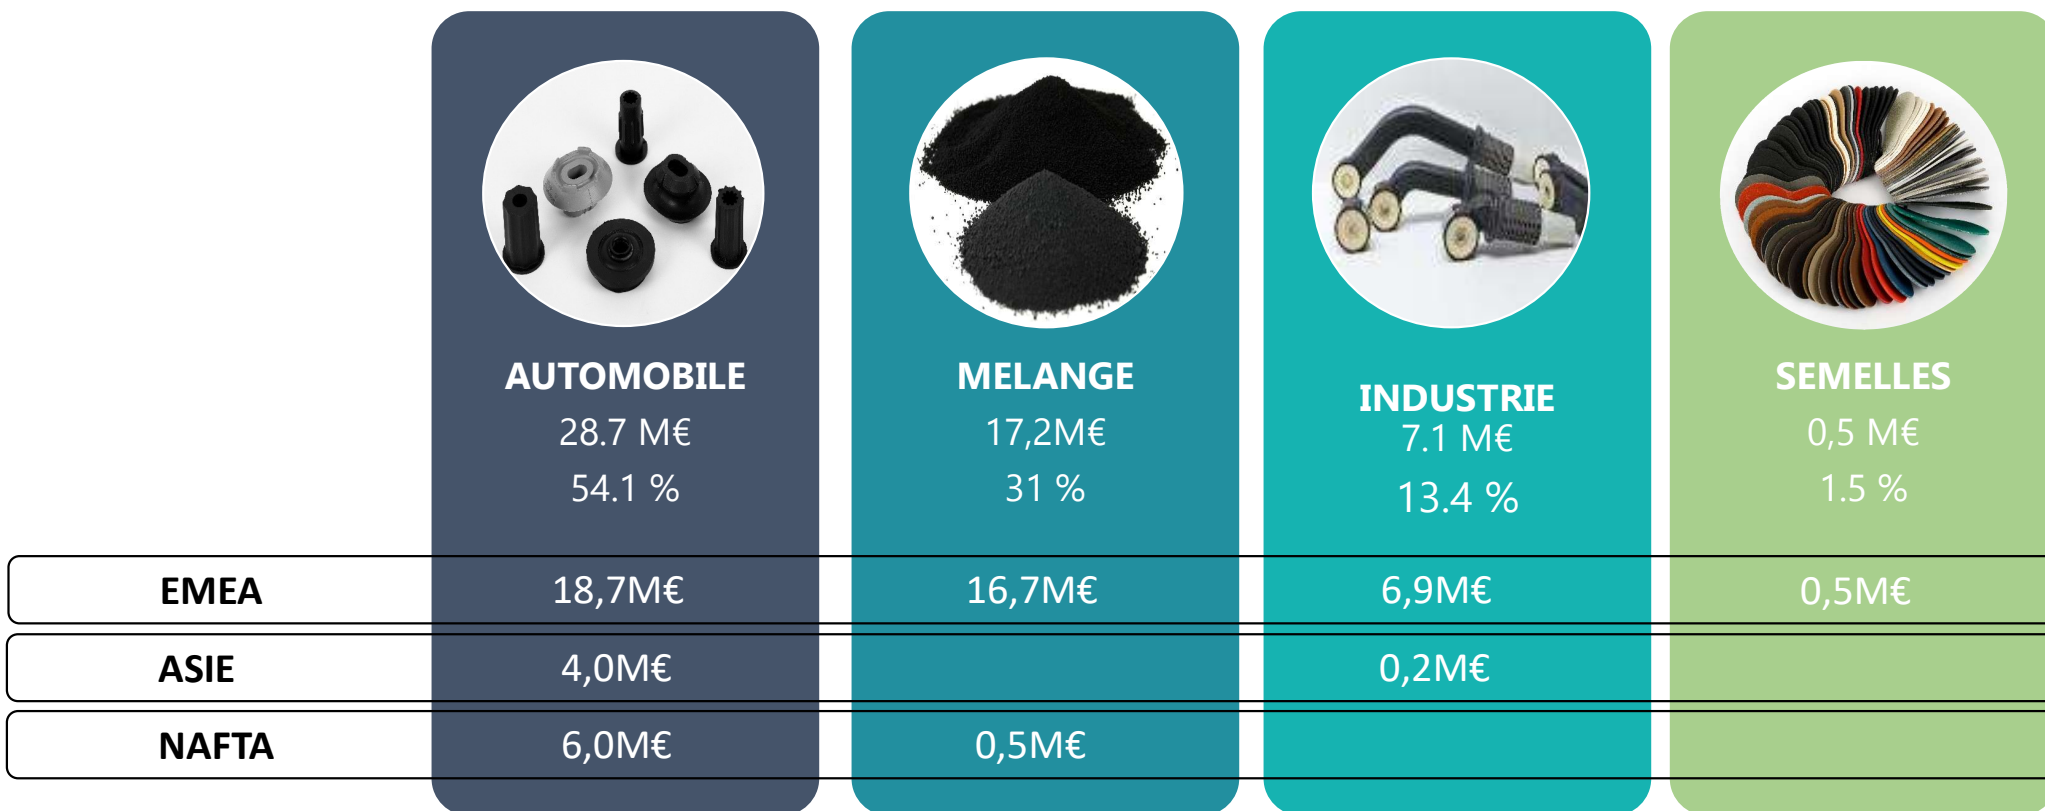 AUTOMOBILE
28.7 M€
54.1 %
MELANGE
17,2M€
31 %
INDUSTRIE
7.1 M€
13.4 %
SEMELLES
0,5 M€
1.5 %
EMEA 18,7M€ 16,7M€ 6,9M€ 0,5M€
ASIE 4,0M€ 0,2M€
NAFTA 6,0M€ 0,5M€